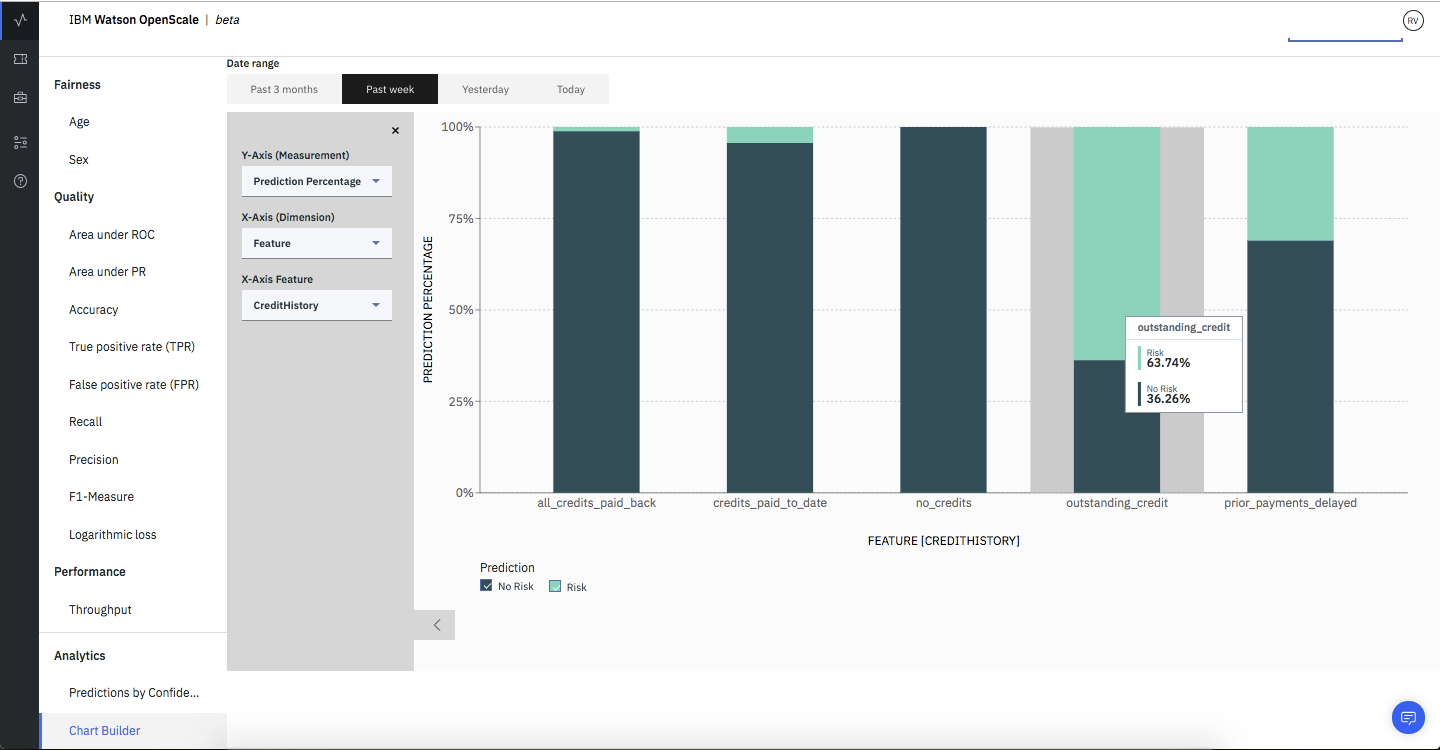 IBM Watson OpenScale | beta
RV
Fairness
Age
Sex
Quality
Area under ROC
Area under PR
Accuracy
True positive rate (TPR)
False positive rate (FPR)
Recall
Precision
F1-Measure
Logarithmic loss
Performance
Throughput
Analytics
Predictions by Confide...
Chart Builder
Date range
Past 3 months
Past week
Yesterday
Today
Y-Axis (Measurement)
Prediction Percentage
X-Axis (Dimension)
Feature
X-Axis Feature
CreditHistory
PREDICTION PERCENTAGE
100%
75%
50%
25%
0%
outstanding_credit
Risk
63.74%
No Risk
36.26%
all_credits_paid_back
credits_paid_to_date
no_credits
outstanding_credit
prior_payments_delayed
FEATURE [CREDITHISTORY]
Prediction
No Risk
Risk